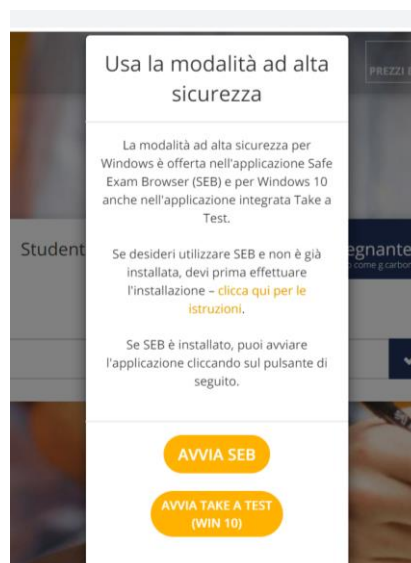 Usa la modalità ad alta
sicurezza
PREZZI E
La modalità ad alta sicurezza per
Windows è offerta nell'applicazione Safe
Exam Browser (SEB) e per Windows 10
anche nell'applicazione integrata Take a
Test.
Student
egnante
o come g.carbon
Se desideri utilizzare SEB e non è già
installata, devi prima effettuare
l'installazione – clicca qui per le
istruzioni.
Se SEB è installato, puoi avviare
l'applicazione cliccando sul pulsante di
seguito.
AVVIA SEB
AVVIA TAKE A TEST
(WIN 10)